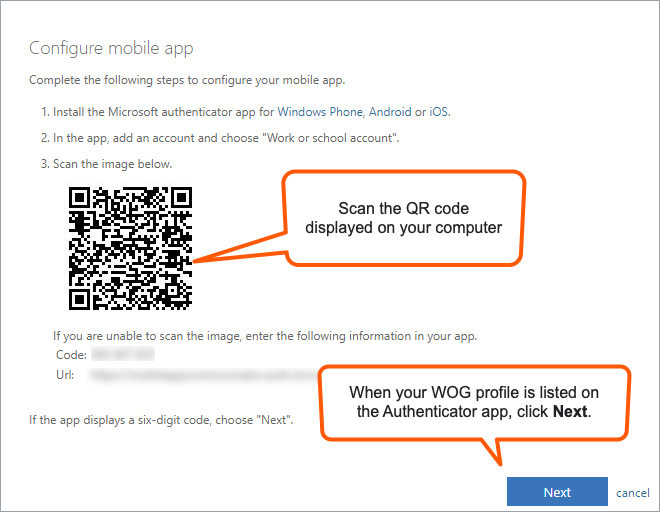 Configure mobile app
Complete the following steps to configure your mobile app.
1. Install the Microsoft authenticator app for Windows Phone, Android or iOS.
2. In the app, add an account and choose "Work or school account".
3. Scan the image below.
Scan the QR code
displayed on your computer
If you are unable to scan the image, enter the following information in your app.
Code:
Url:
When your WOG profile is listed on
the Authenticator app, click Next.
If the app displays a six-digit code, choose "Next".
Next
cancel